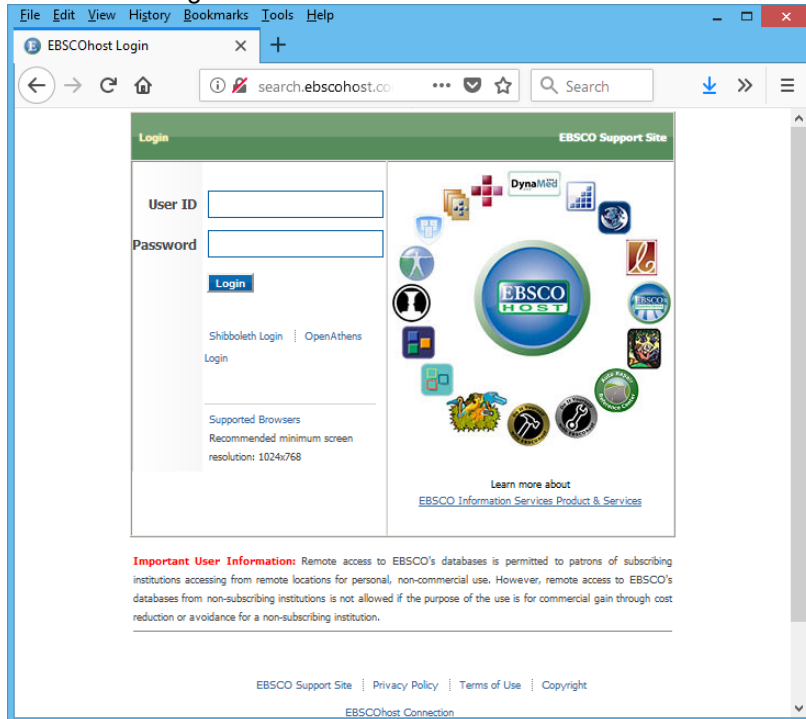 File Edit View History Bookmarks Tools Help
EBSCOhost Login
search.ebscohost.co
Search
Login
EBSCO Support Site
User ID
Password
Login
Shibboleth Login
OpenAthens
Login
Supported Browsers
Recommended minimum screen
resolution: 1024x768
DynaMed
EBSCO
HOST
EBSCO
Auto Repair
Reference Center
Learn more about
EBSCO Information Services Product & Services
Important User Information: Remote access to EBSCO's databases is permitted to patrons of subscribing
institutions accessing from remote locations for personal, non-commercial use. However, remote access to EBSCO's
databases from non-subscribing institutions is not allowed if the purpose of the use is for commercial gain through cost
reduction or avoidance for a non-subscribing institution.
EBSCO Support Site
Privacy Policy
Terms of Use
Copyright
EBSCOhost Connection